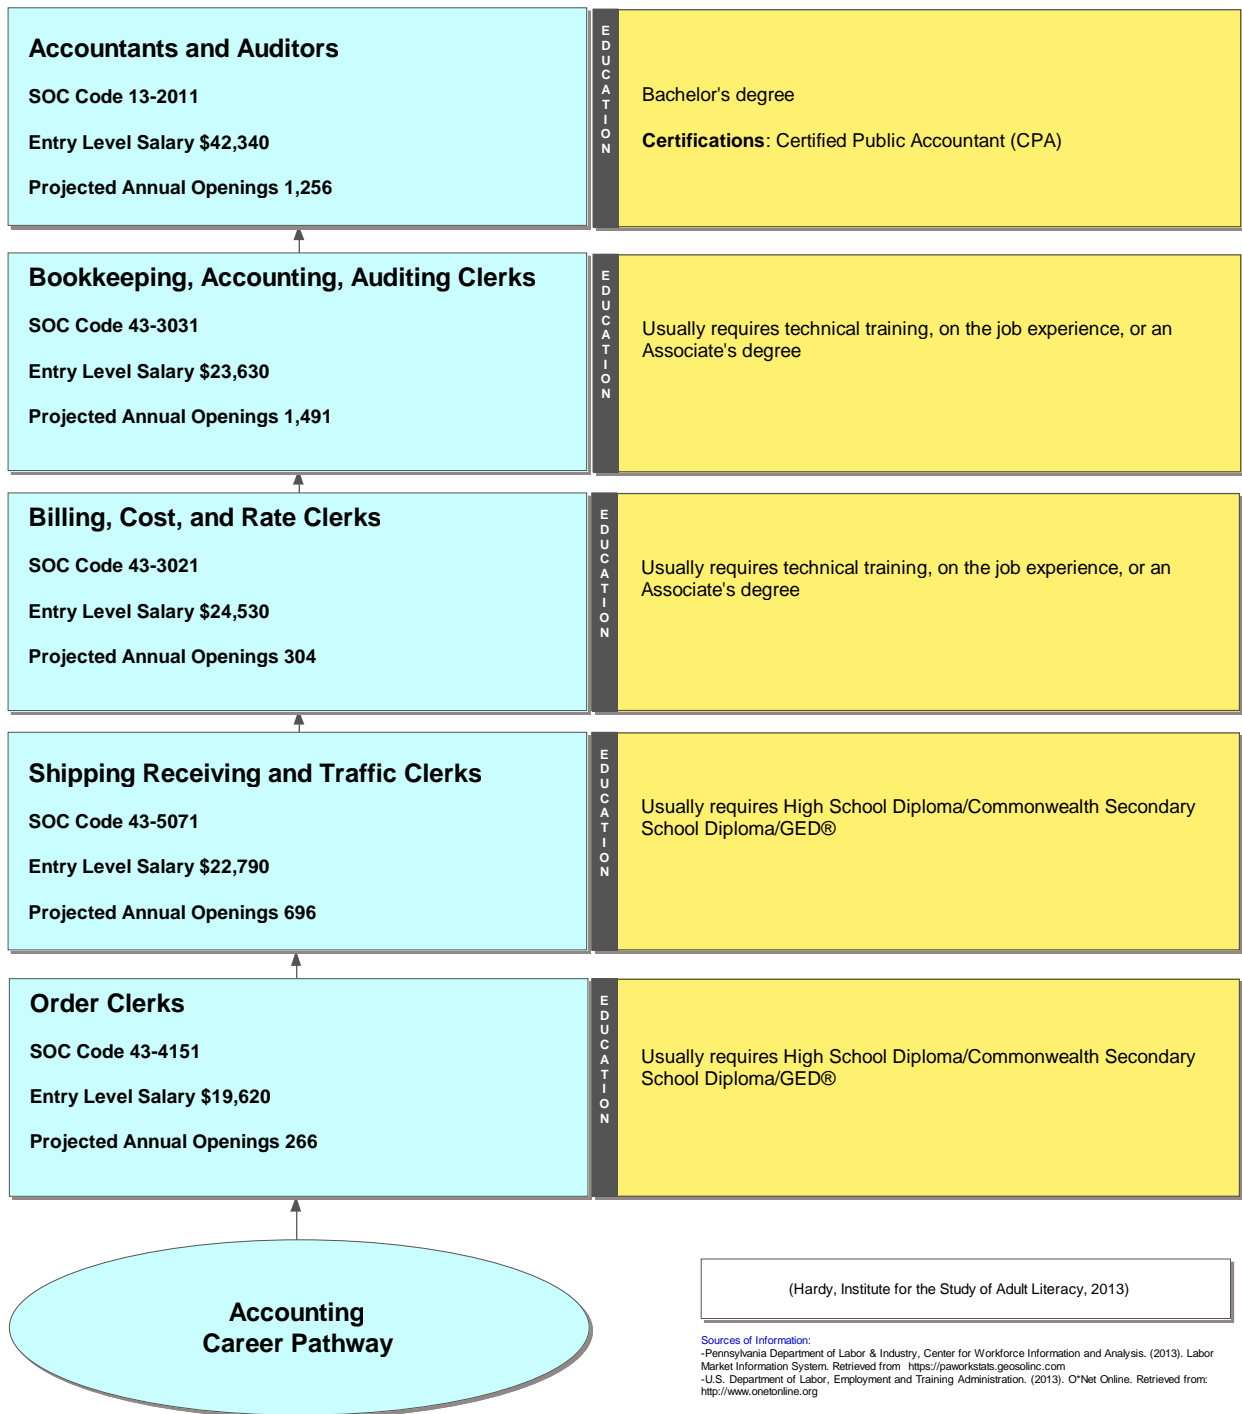 Accountants and Auditors
SOC Code 13-2011
Entry Level Salary $42,340
Projected Annual Openings 1,256
EDUCATION
Bachelor's degree
Certifications: Certified Public Accountant (CPA)
Bookkeeping, Accounting, Auditing Clerks
SOC Code 43-3031
Entry Level Salary $23,630
Projected Annual Openings 1,491
EDUCATION
Usually requires technical training, on the job experience, or an
Associate's degree
Billing, Cost, and Rate Clerks
SOC Code 43-3021
Entry Level Salary $24,530
Projected Annual Openings 304
EDUCATION
Usually requires technical training, on the job experience, or an
Associate's degree
Shipping Receiving and Traffic Clerks
SOC Code 43-5071
Entry Level Salary $22,790
Projected Annual Openings 696
EDUCATION
Usually requires High School Diploma/Commonwealth Secondary
School Diploma/GED®
Order Clerks
SOC Code 43-4151
Entry Level Salary $19,620
Projected Annual Openings 266
EDUCATION
Usually requires High School Diploma/Commonwealth Secondary
School Diploma/GED®
Accounting
Career Pathway
(Hardy, Institute for the Study of Adult Literacy, 2013)
Sources of Information:
-Pennsylvania Department of Labor & Industry, Center for Workforce Information and Analysis. (2013). Labor
Market Information System. Retrieved from https://paworkstats.geosolinc.com
-U.S. Department of Labor, Employment and Training Administration. (2013). O*Net Online. Retrieved from:
http://www.onetonline.org